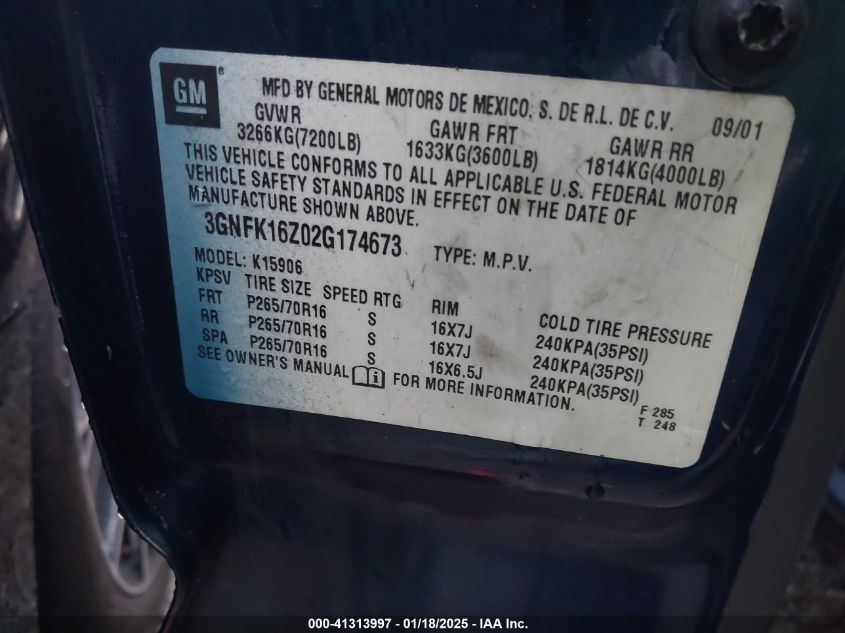 GM®
MFD BY GENERAL MOTORS DE MEXICO, S. DE R.L. DE C.V. 09/01
GVWR GAWR FRT GAWR RR
3266KG(7200LB) 1633KG(3600LB) 1814KG(4000LB)
THIS VEHICLE CONFORMS TO ALL APPLICABLE U.S. FEDERAL MOTOR
VEHICLE SAFETY STANDARDS IN EFFECT ON THE DATE OF
MANUFACTURE SHOWN ABOVE.
3GNFK16Z02G174673 TYPE: M.P.V.
MODEL: K15906
KPSV TIRE SIZE SPEED RTG RIM COLD TIRE PRESSURE
FRT P265/70R16 S 16X7J 240KPA(35PSI)
RR P265/70R16 S 16X7J 240KPA(35PSI)
SPA P265/70R16 S 16X6.5J 240KPA(35PSI)
SEE OWNER'S MANUAL FOR MORE INFORMATION.
F 285
T 248
000-41313997 - 01/18/2025 - IAAI.com - Copyright © 2025 IAA, Inc.